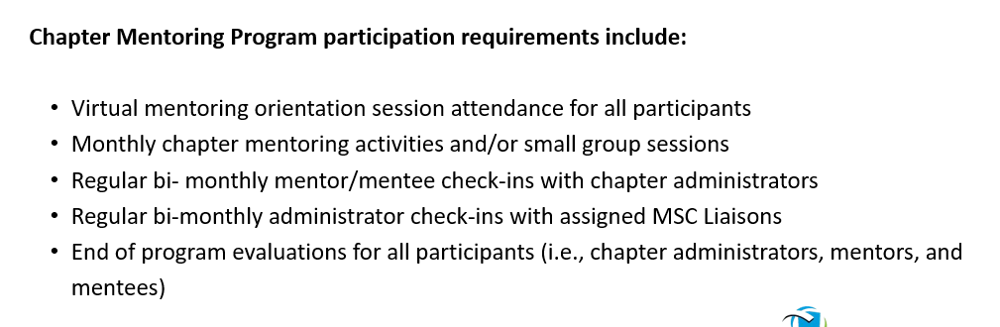 Chapter Mentoring Program participation requirements include:
• Virtual mentoring orientation session attendance for all participants
• Monthly chapter mentoring activities and/or small group sessions
• Regular bi- monthly mentor/mentee check-ins with chapter administrators
• Regular bi-monthly administrator check-ins with assigned MSC Liaisons
• End of program evaluations for all participants (i.e., chapter administrators, mentors, and
mentees)